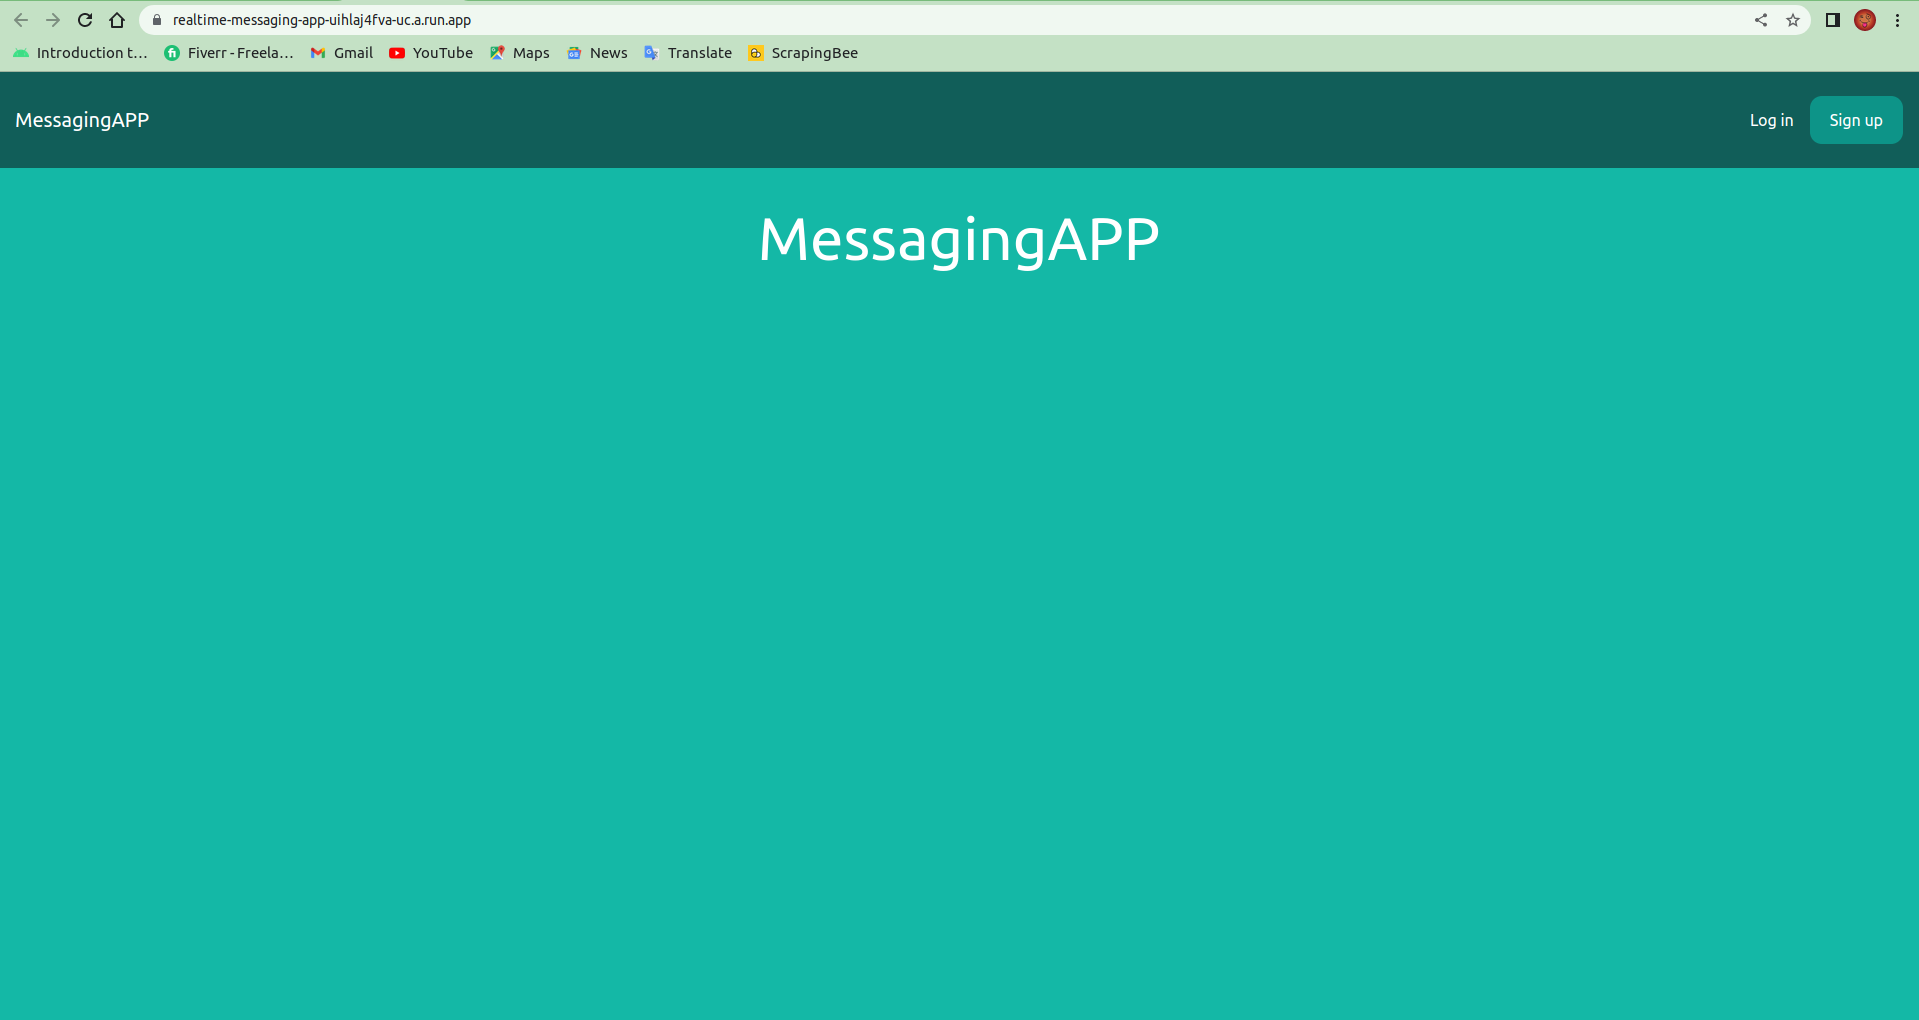 realtime-messaging-app-uihlaj4fva-uc.a.run.app
Introduction t... Fiverr - Freela... Gmail YouTube Maps News Translate ScrapingBee
MessagingAPP Log in Sign up
MessagingAPP